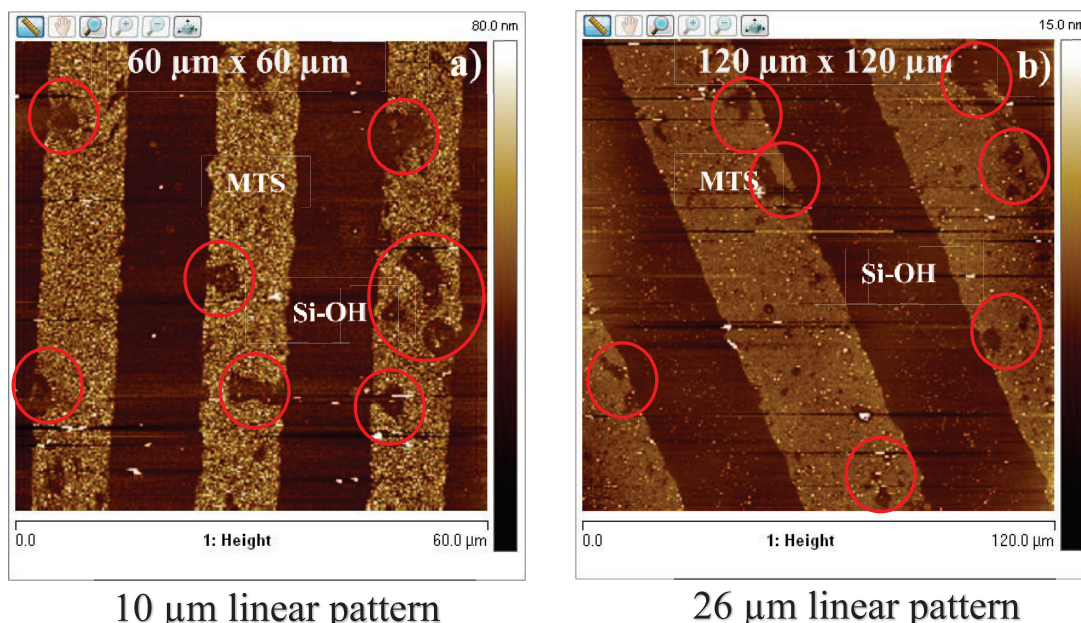 80.0 nm
60 µm x 60 µm
a)
MTS
Si-OH
0.0
1: Height
60.0 µm
10 µm linear pattern
15.0 nm
120 µm x 120 µm
b)
MTS
Si-OH
0.0
1: Height
120.0 µm
26 µm linear pattern